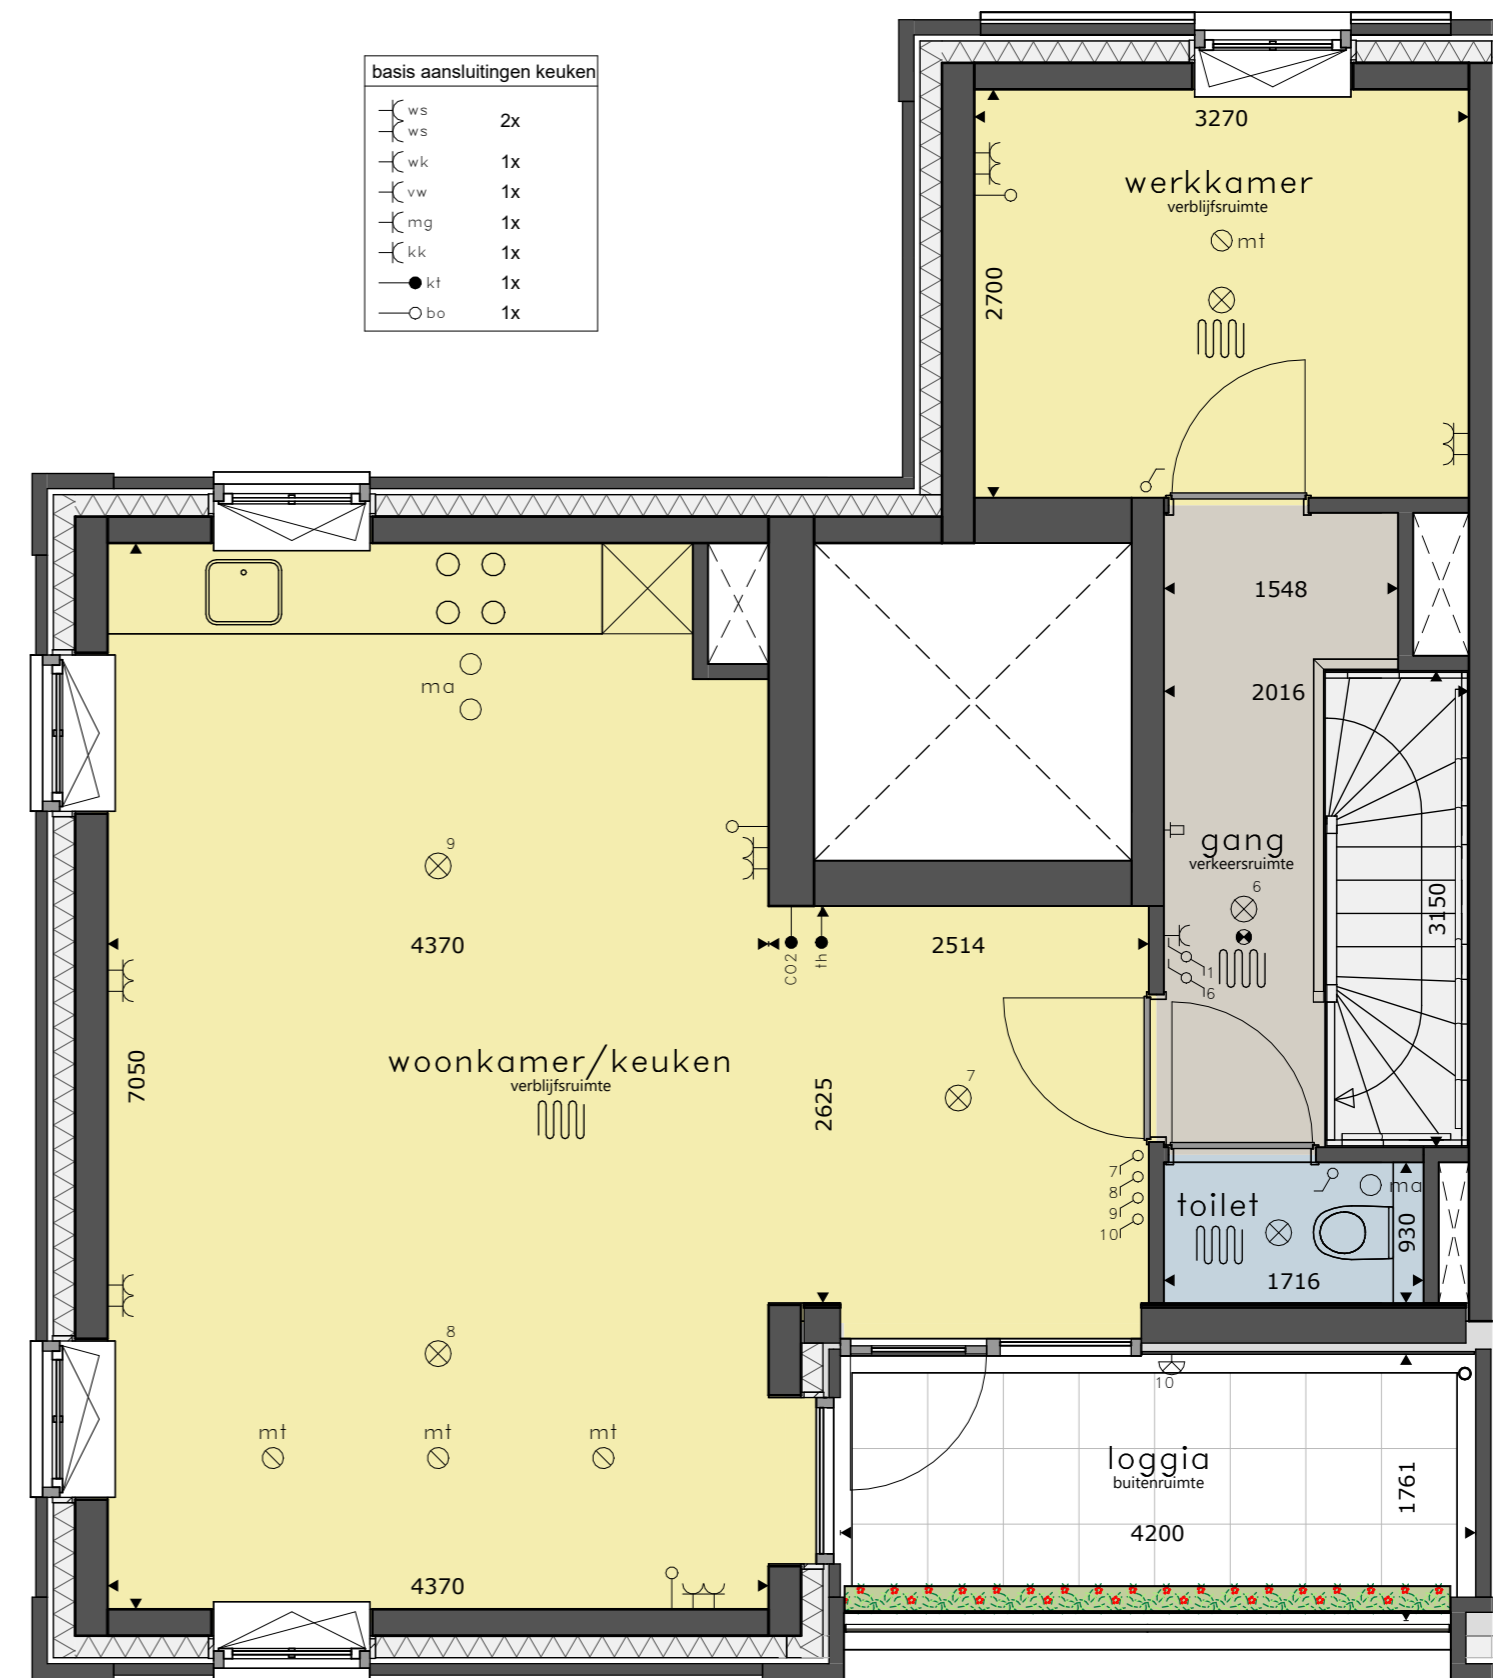 basis aansluitingen keuken
ws
ws 2x
wk 1x
vw 1x
mg 1x
kk 1x
kt 1x
bo 1x
3270
werkkamer
verblijfsruimte
mt
2700
1548
2016
ma
gang
verkeersruimte
6
3150
1
6
9
4370
CO2
th
2514
woonkamer/keuken
verblijfsruimte
7050
2625
7
7
8
9
10
toilet
ma
930
1716
8
mt mt mt
10
loggia
buitenruimte
1761
4200
4370